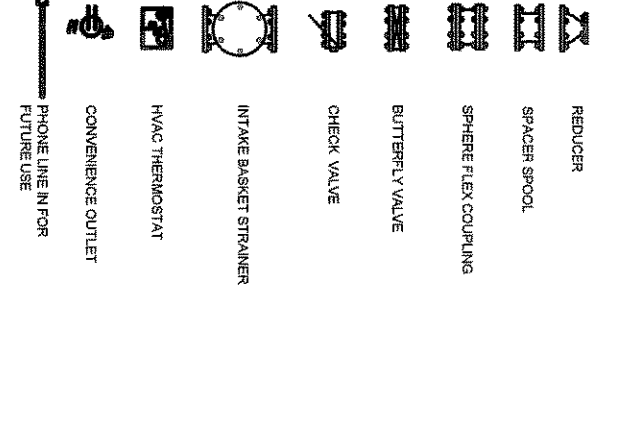 REDUCER
SPACER SPOOL
SPHERE FLEX COUPLING
BUTTERFLY VALVE
CHECK VALVE
INTAKE BASKET STRAINER
HVAC THERMOSTAT
CONVENIENCE OUTLET
PHONE LINE IN FOR
FUTURE USE